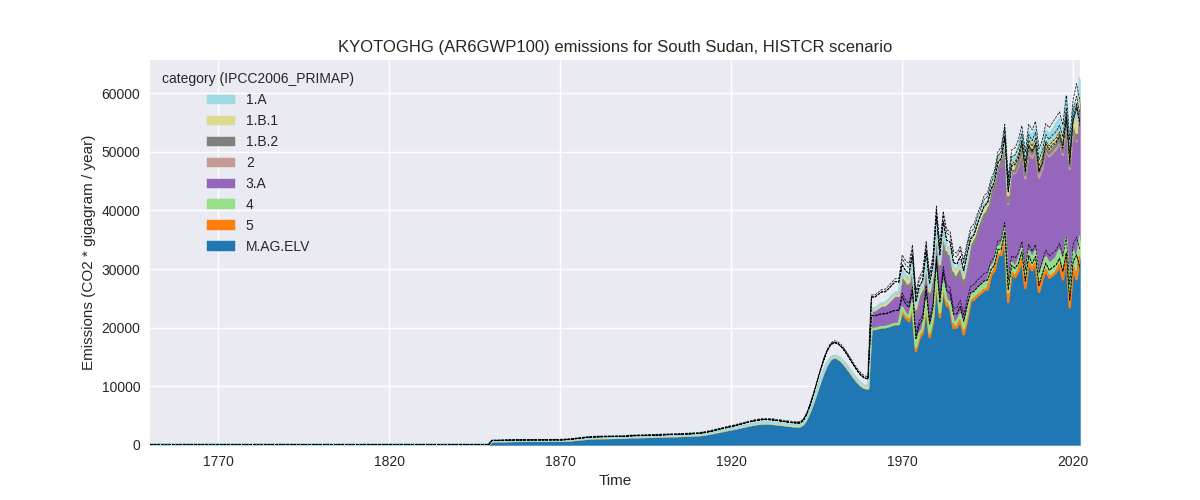 KYOTOGHG (AR6GWP100) emissions for South Sudan, HISTCR scenario
category (IPCC2006_PRIMAP)
1.A
1.B.1
1.B.2
2
3.A
4
5
M.AG.ELV
Emissions (CO2 * gigagram / year)
60000
50000
40000
30000
20000
10000
0
1770
1820
1870
1920
1970
2020
Time